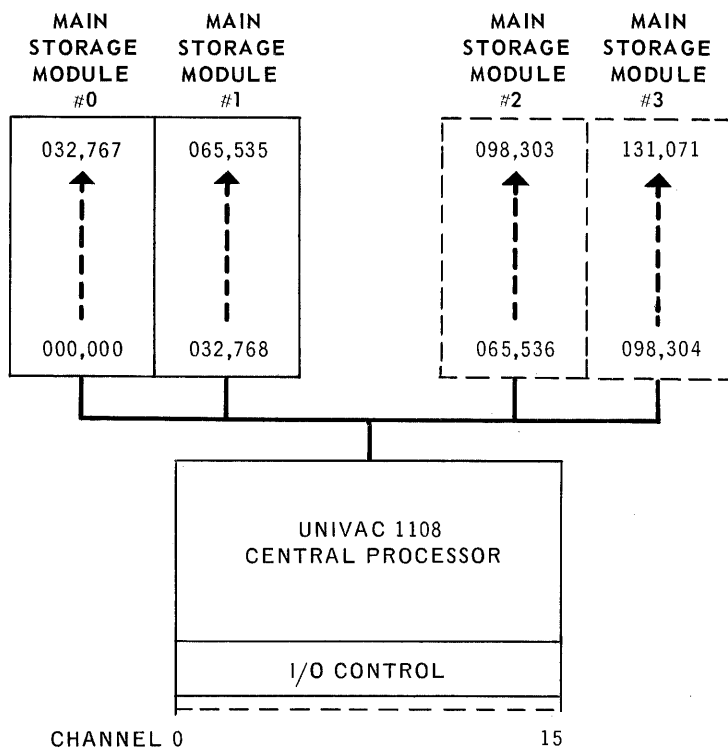 MAIN STORAGE MODULE #0
MAIN STORAGE MODULE #1
MAIN STORAGE MODULE #2
MAIN STORAGE MODULE #3
032,767
065,535
098,303
131,071
000,000
032,768
065,536
098,304
UNIVAC 1108
CENTRAL PROCESSOR
I/O CONTROL
CHANNEL 0
15